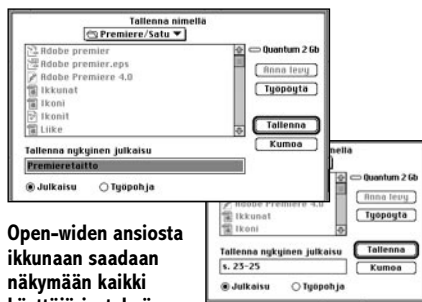 Tallenna nimellä
Premiere/Satu
Adobe premier
Adobe premier.eps
Adobe Premiere 4.0
Ikkunat
Ikoni
Ikonit
Liike
Quantum 2 Gb
Anna levy
Työpöytä
Tallenna
Kumoa
Tallenna nykyinen julkaisu
Premieretaitto
Julkaisu
Työpohja
Quantum 2 Gb
Adobe Premiere 4.0
Ikkunat
Ikoni
Anna levy
Työpöytä
Tallenna nykyinen julkaisu
s. 23-25
Tallenna
Kumoa
Julkaisu
Työpohja
Open-widen ansiosta
ikkunaan saadaan
näkymään kaikki